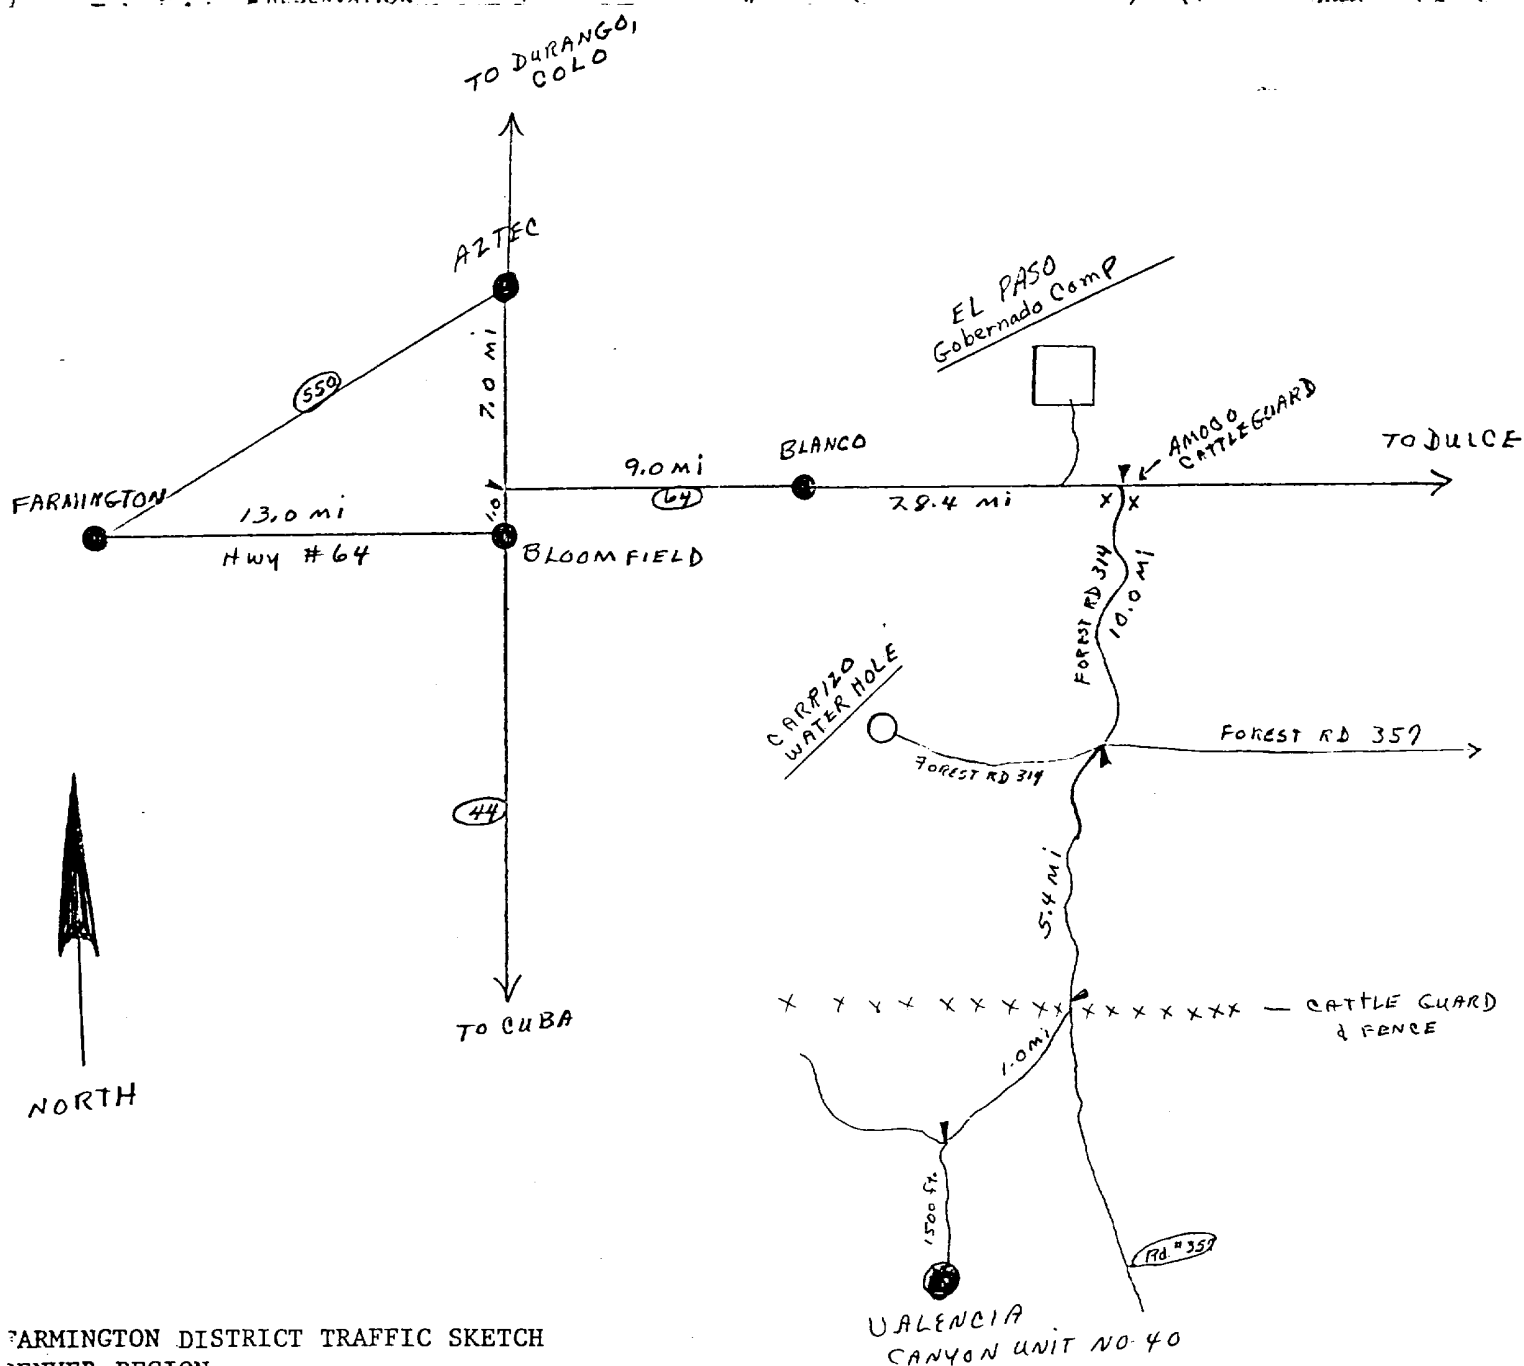 PRESERVATION
TO DURANGO,
COLO
AZTEC
7.0 mi
550
EL PASO
Gobernado Comp
AMOCO
CATTLEGUARD
TO DULCE
BLANCO
9.0 mi
64
28.4 mi
X X
FARMINGTON
13.0 mi
Hwy #64
1.0
BLOOMFIELD
FOREST RD 314
10.0 mi
CARRIZO
WATER HOLE
FOREST RD 314
FOREST RD 357
44
5.4 mi
TO CUBA
CATTLE GUARD
& FENCE
1.0 mi
NORTH
1500 ft.
Rd. #357
VALENCIA
CANYON UNIT NO. 40
FARMINGTON DISTRICT TRAFFIC SKETCH
DENVER REGION